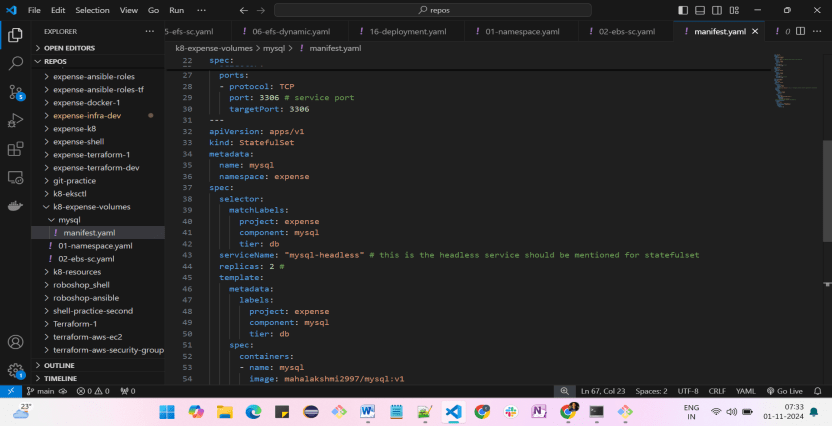 File Edit Selection View Go Run ··· ← → repos
EXPLORER ···
OPEN EDITORS
REPOS
expense-ansible-roles
expense-ansible-roles-tf
expense-docker-1
expense-infra-dev
expense-k8
expense-shell
expense-terraform-1
expense-terraform-dev
git-practice
k8-eksctl
k8-expense-volumes
mysql
! manifest.yaml
! 01-namespace.yaml
! 02-ebs-sc.yaml
k8-resources
roboshop_shell
roboshop-ansible
shell-practice-second
Terraform-1
terraform-aws-ec2
terraform-aws-security-group
OUTLINE
TIMELINE
5-efs-sc.yaml ! 06-efs-dynamic.yaml ! 16-deployment.yaml ! 01-namespace.yaml ! 02-ebs-sc.yaml ! manifest.yaml × ! 0 ···
k8-expense-volumes > mysql > ! manifest.yaml
22 spec:
27 ports:
28 - protocol: TCP
29 port: 3306 # service port
30 targetPort: 3306
31 ---
32 apiVersion: apps/v1
33 kind: StatefulSet
34 metadata:
35 name: mysql
36 namespace: expense
37 spec:
38 selector:
39 matchLabels:
40 project: expense
41 component: mysql
42 tier: db
43 serviceName: "mysql-headless" # this is the headless service should be mentioned for statefulset
44 replicas: 2 #
45 template:
46 metadata:
47 labels:
48 project: expense
49 component: mysql
50 tier: db
51 spec:
52 containers:
53 - name: mysql
54 image: mahalakshmi2997/mysql:v1
main 0 0 0 Ln 67, Col 23 Spaces: 2 UTF-8 CRLF YAML Go Live
23° ENG IN 07:33 01-11-2024